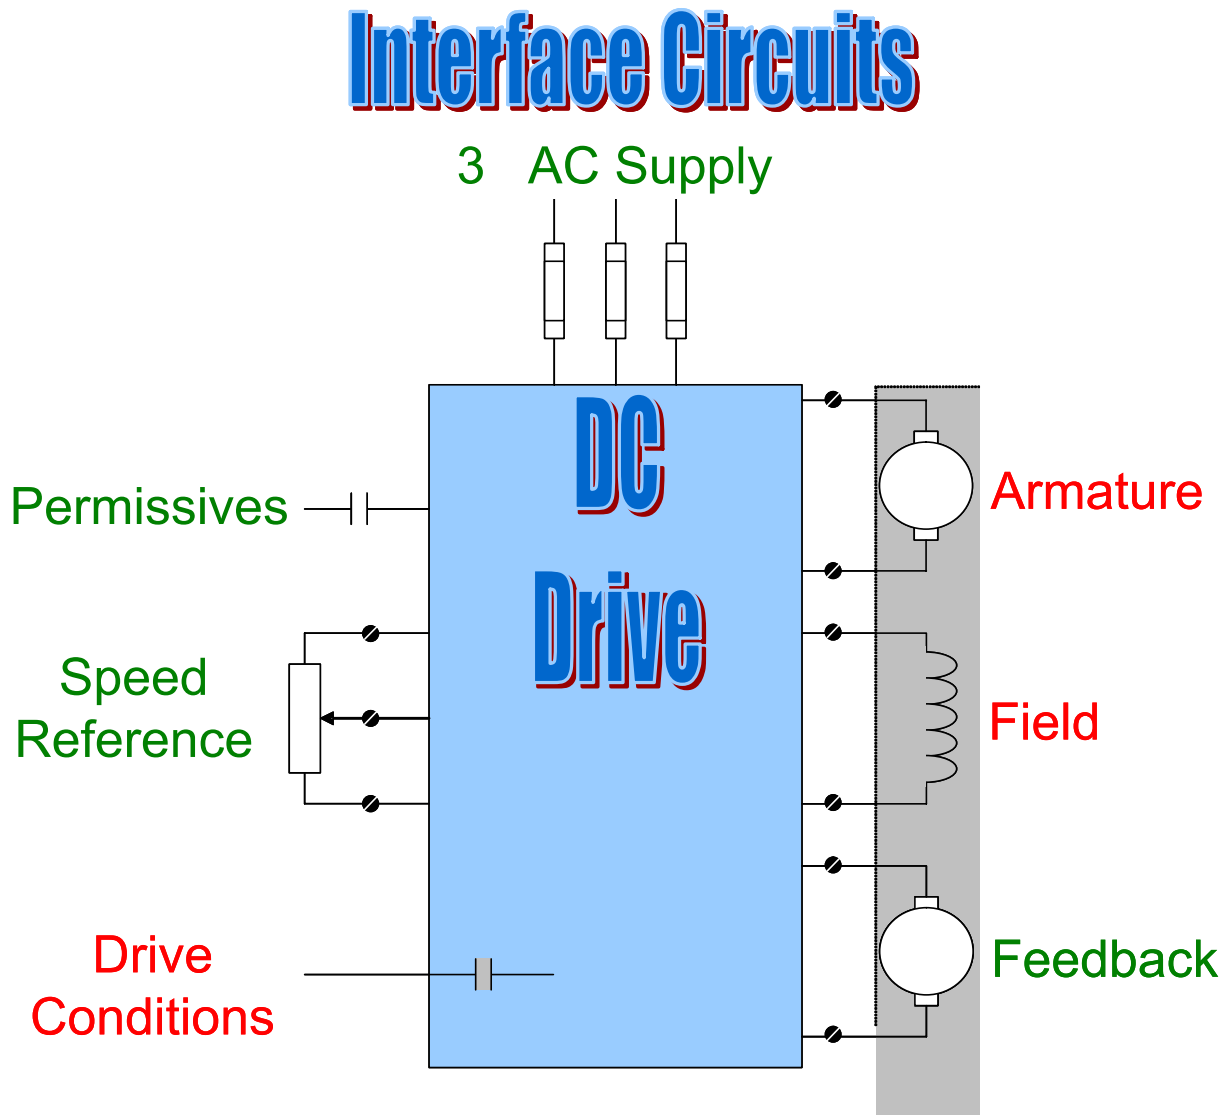 Interface Circuits
3 AC Supply
DC
Drive
Permissives
Armature
Speed
Reference
Field
Drive
Conditions
Feedback